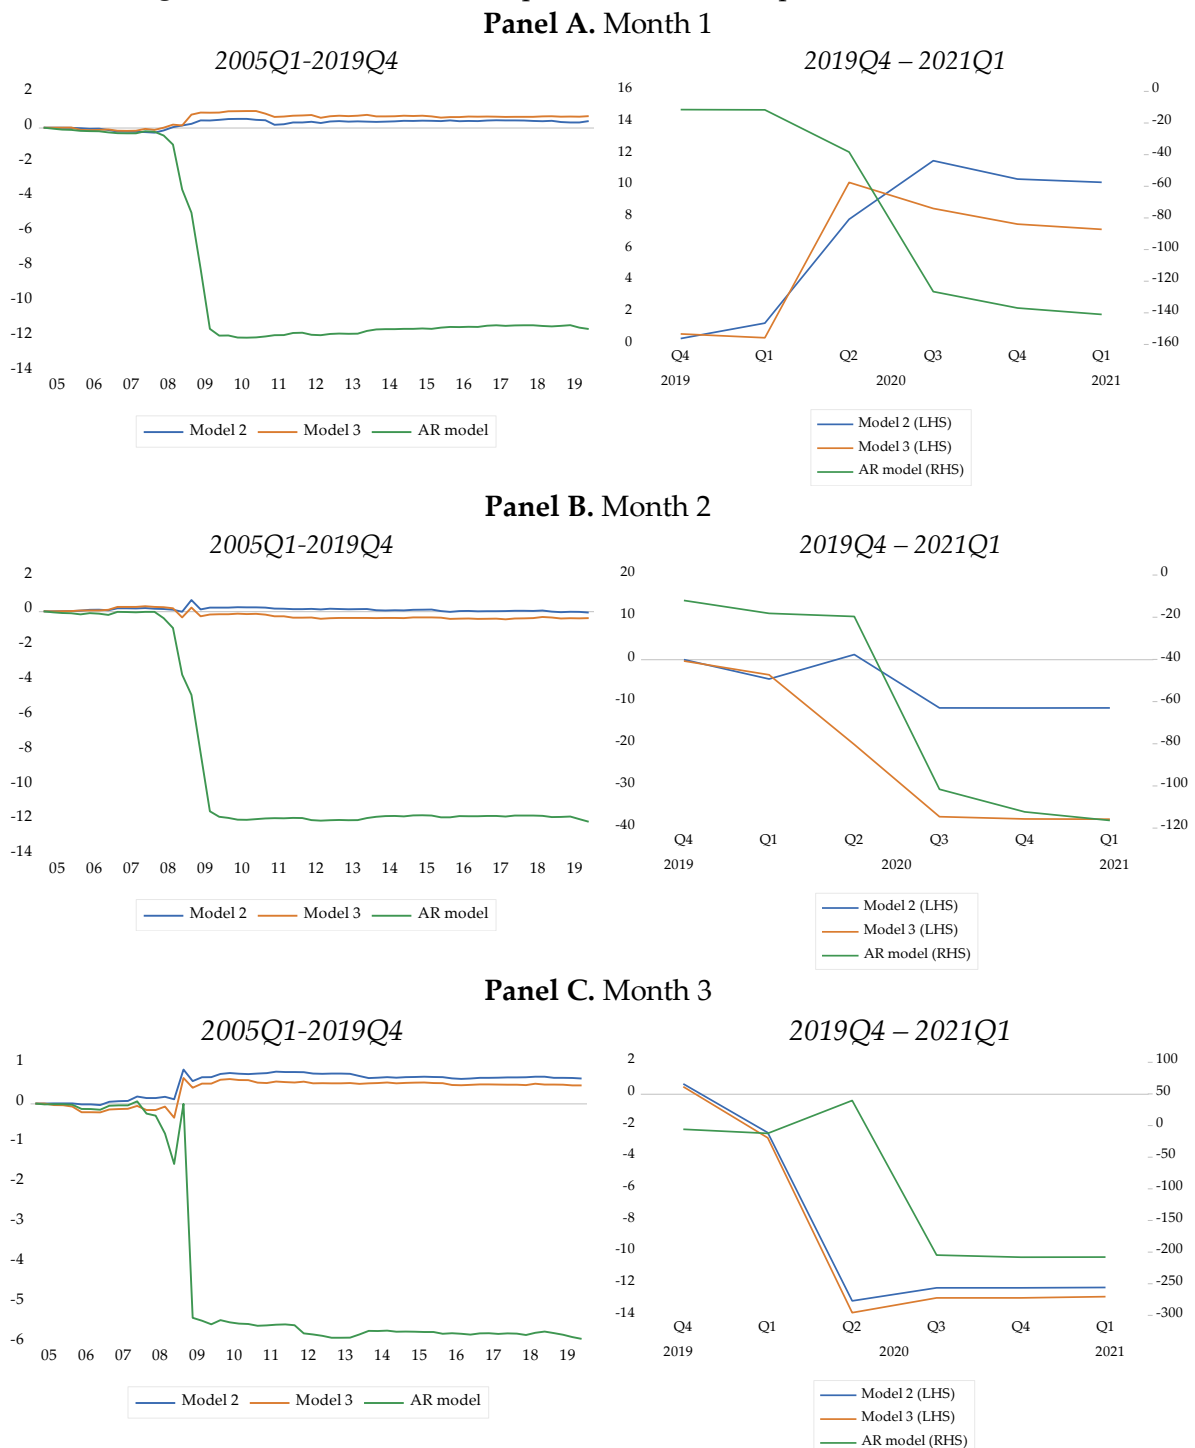 Panel A. Month 1
2005Q1-2019Q4
2
0
-2
-4
-6
-8
-10
-12
-14
05 06 07 08 09 10 11 12 13 14 15 16 17 18 19
Model 2 Model 3 AR model
2019Q4 – 2021Q1
16
14
12
10
8
6
4
2
0
0
-20
-40
-60
-80
-100
-120
-140
-160
Q4 Q1 Q2 Q3 Q4 Q1
2019 2020 2021
Model 2 (LHS)
Model 3 (LHS)
AR model (RHS)
Panel B. Month 2
2005Q1-2019Q4
2
0
-2
-4
-6
-8
-10
-12
-14
05 06 07 08 09 10 11 12 13 14 15 16 17 18 19
Model 2 Model 3 AR model
2019Q4 – 2021Q1
20
10
0
-10
-20
-30
-40
0
-20
-40
-60
-80
-100
-120
Q4 Q1 Q2 Q3 Q4 Q1
2019 2020 2021
Model 2 (LHS)
Model 3 (LHS)
AR model (RHS)
Panel C. Month 3
2005Q1-2019Q4
1
0
-1
-2
-3
-4
-5
-6
05 06 07 08 09 10 11 12 13 14 15 16 17 18 19
Model 2 Model 3 AR model
2019Q4 – 2021Q1
2
0
-2
-4
-6
-8
-10
-12
-14
100
50
0
-50
-100
-150
-200
-250
-300
Q4 Q1 Q2 Q3 Q4 Q1
2019 2020 2021
Model 2 (LHS)
Model 3 (LHS)
AR model (RHS)